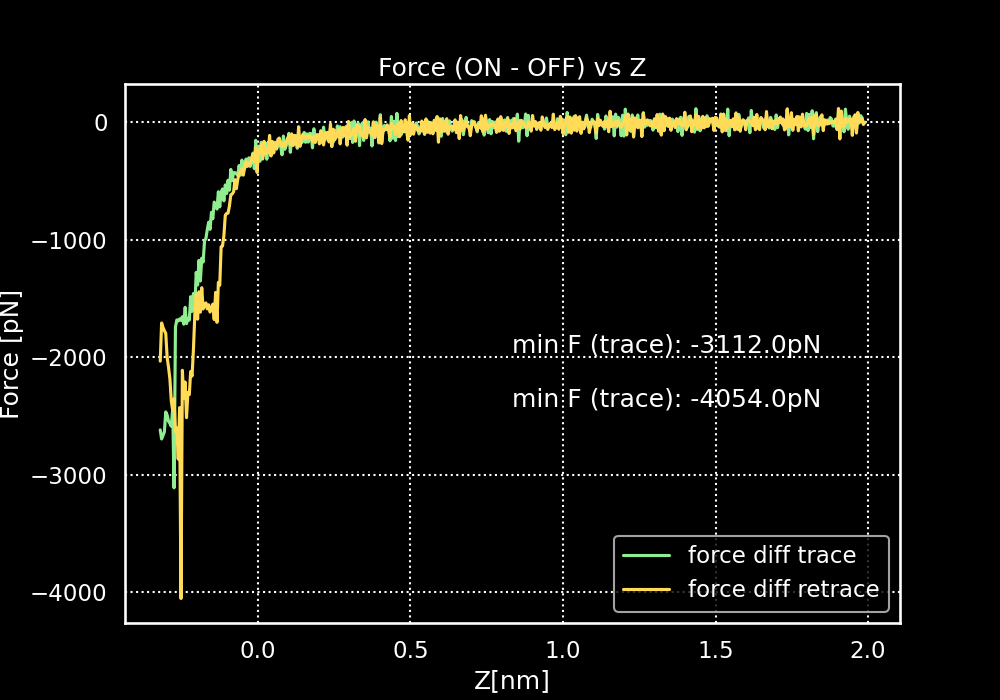 Force (ON - OFF) vs Z
Force [pN]
0
−1000
−2000
−3000
−4000
min F (trace): -3112.0pN
min F (trace): -4054.0pN
force diff trace
force diff retrace
0.0
0.5
1.0
1.5
2.0
Z[nm]